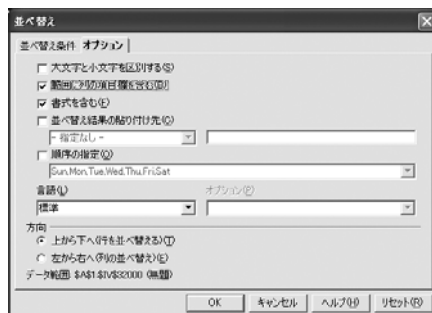 並べ替え
並べ替え条件 オプション
大文字と小文字を区別する(S)
範囲に列の項目欄を含む(D)
書式を含む(F)
並べ替え結果の貼り付け先(C)
- 指定なし -
順序の指定(O)
Sun,Mon,Tue,Wed,Thu,Fri,Sat
言語(L) オプション(P)
標準
方向
上から下へ(行を並べ替える)(T)
左から右へ(列の並べ替え)(E)
データ範囲 $A$1:$IV$32000 (無題)
OK キャンセル ヘルプ(H) リセット(R)